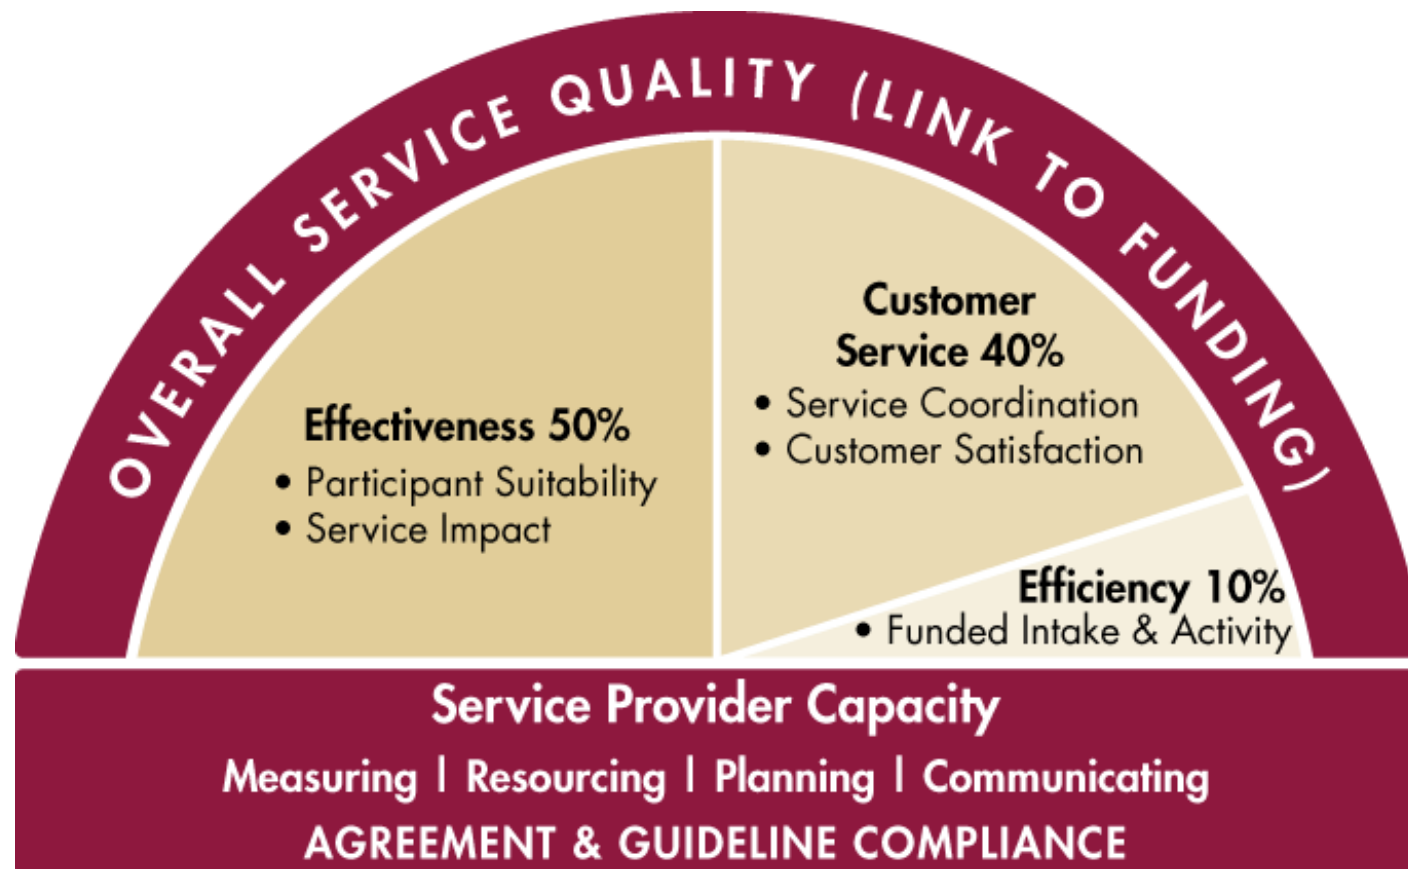 OVERALL SERVICE QUALITY (LINK TO FUNDING)
Effectiveness 50%
• Participant Suitability
• Service Impact
Customer
Service 40%
• Service Coordination
• Customer Satisfaction
Efficiency 10%
• Funded Intake & Activity
Service Provider Capacity
Measuring | Resourcing | Planning | Communicating
AGREEMENT & GUIDELINE COMPLIANCE